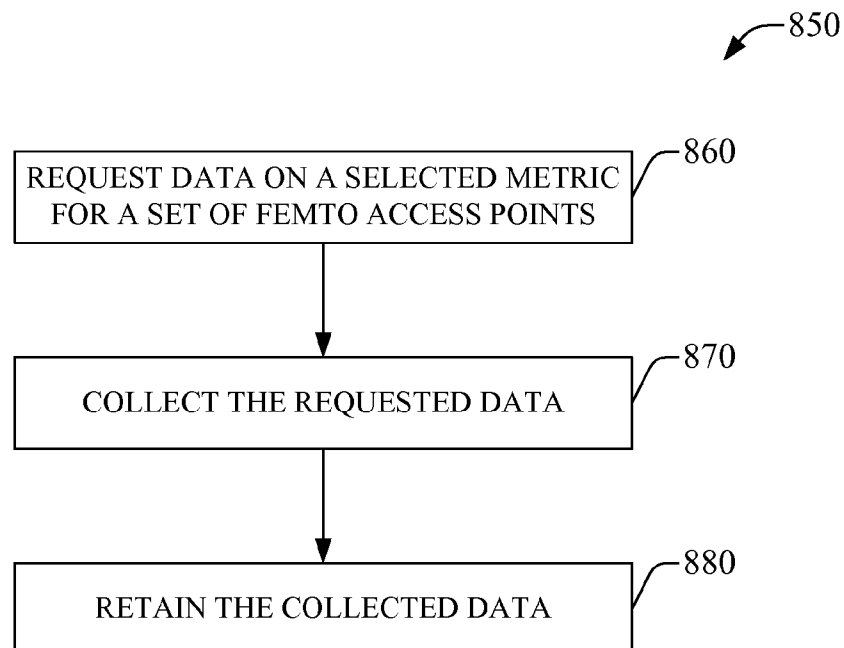 850
860
REQUEST DATA ON A SELECTED METRIC
FOR A SET OF FEMTO ACCESS POINTS
870
COLLECT THE REQUESTED DATA
880
RETAIN THE COLLECTED DATA